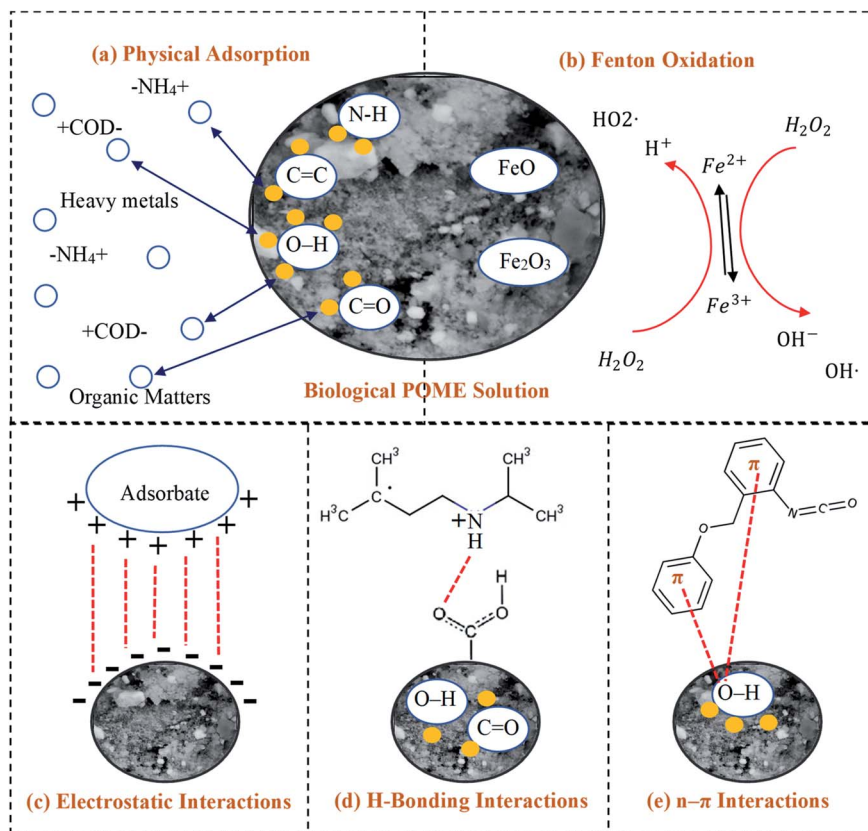 (a) Physical Adsorption
-NH₄+
+COD-
Heavy metals
-NH₄+
+COD-
Organic Matters
N-H
C=C
O–H
C=O
FeO
Fe₂O₃
Biological POME Solution
(b) Fenton Oxidation
HO2·
H⁺
H₂O₂
Fe²⁺
Fe³⁺
H₂O₂
OH⁻
OH·
Adsorbate
+ + + + + + +
- - - - - - - - -
(c) Electrostatic Interactions
CH³
CH³
C·
H³C
+N
H
CH³
H
O
O
C
O–H
C=O
(d) H-Bonding Interactions
π
N=C=O
O
π
O–H
(e) n–π Interactions